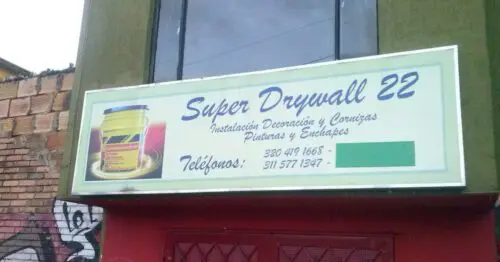 Super Drywall 22
Instalación Decoración y Cornizas
Pinturas y Enchapes
Teléfonos: 320 419 1668 -
311 577 1347 -